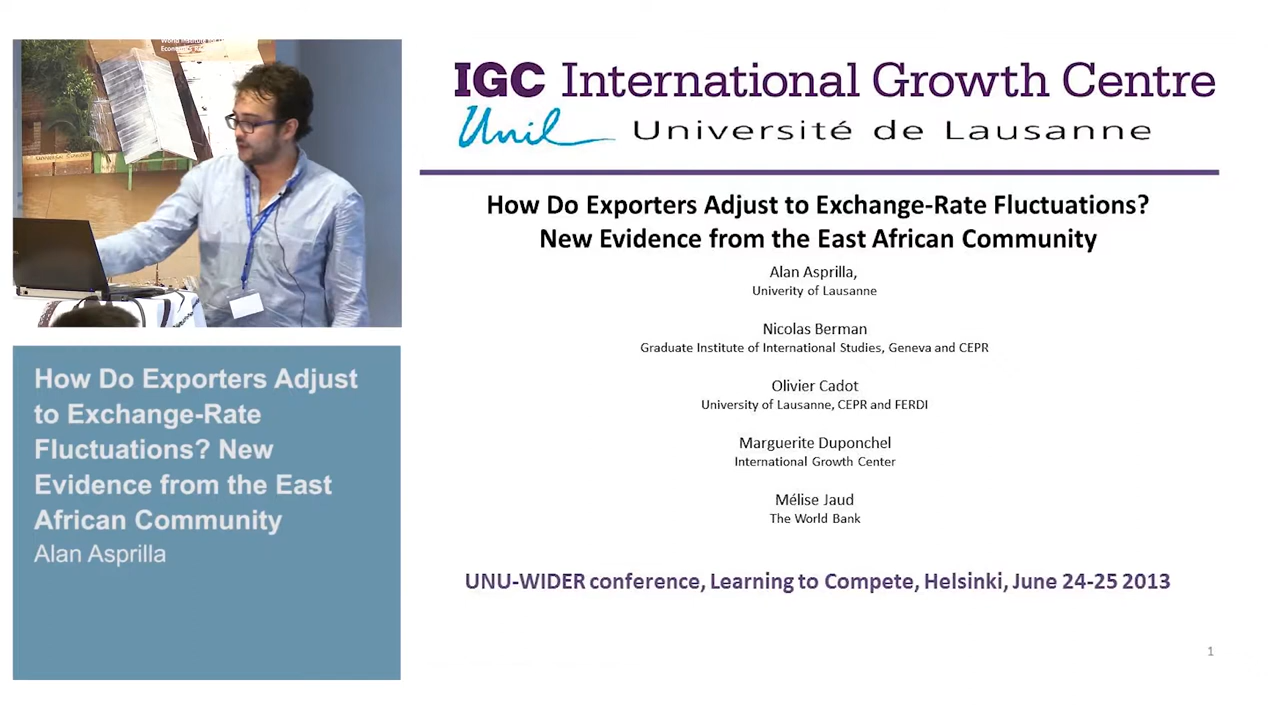 IGC International Growth Centre
Unil Université de Lausanne
How Do Exporters Adjust to Exchange-Rate Fluctuations?
New Evidence from the East African Community
Alan Asprilla,
Univerity of Lausanne
Nicolas Berman
Graduate Institute of International Studies, Geneva and CEPR
Olivier Cadot
University of Lausanne, CEPR and FERDI
Marguerite Duponchel
International Growth Center
Mélise Jaud
The World Bank
UNU-WIDER conference, Learning to Compete, Helsinki, June 24-25 2013
1
How Do Exporters Adjust
to Exchange-Rate
Fluctuations? New
Evidence from the East
African Community
Alan Asprilla